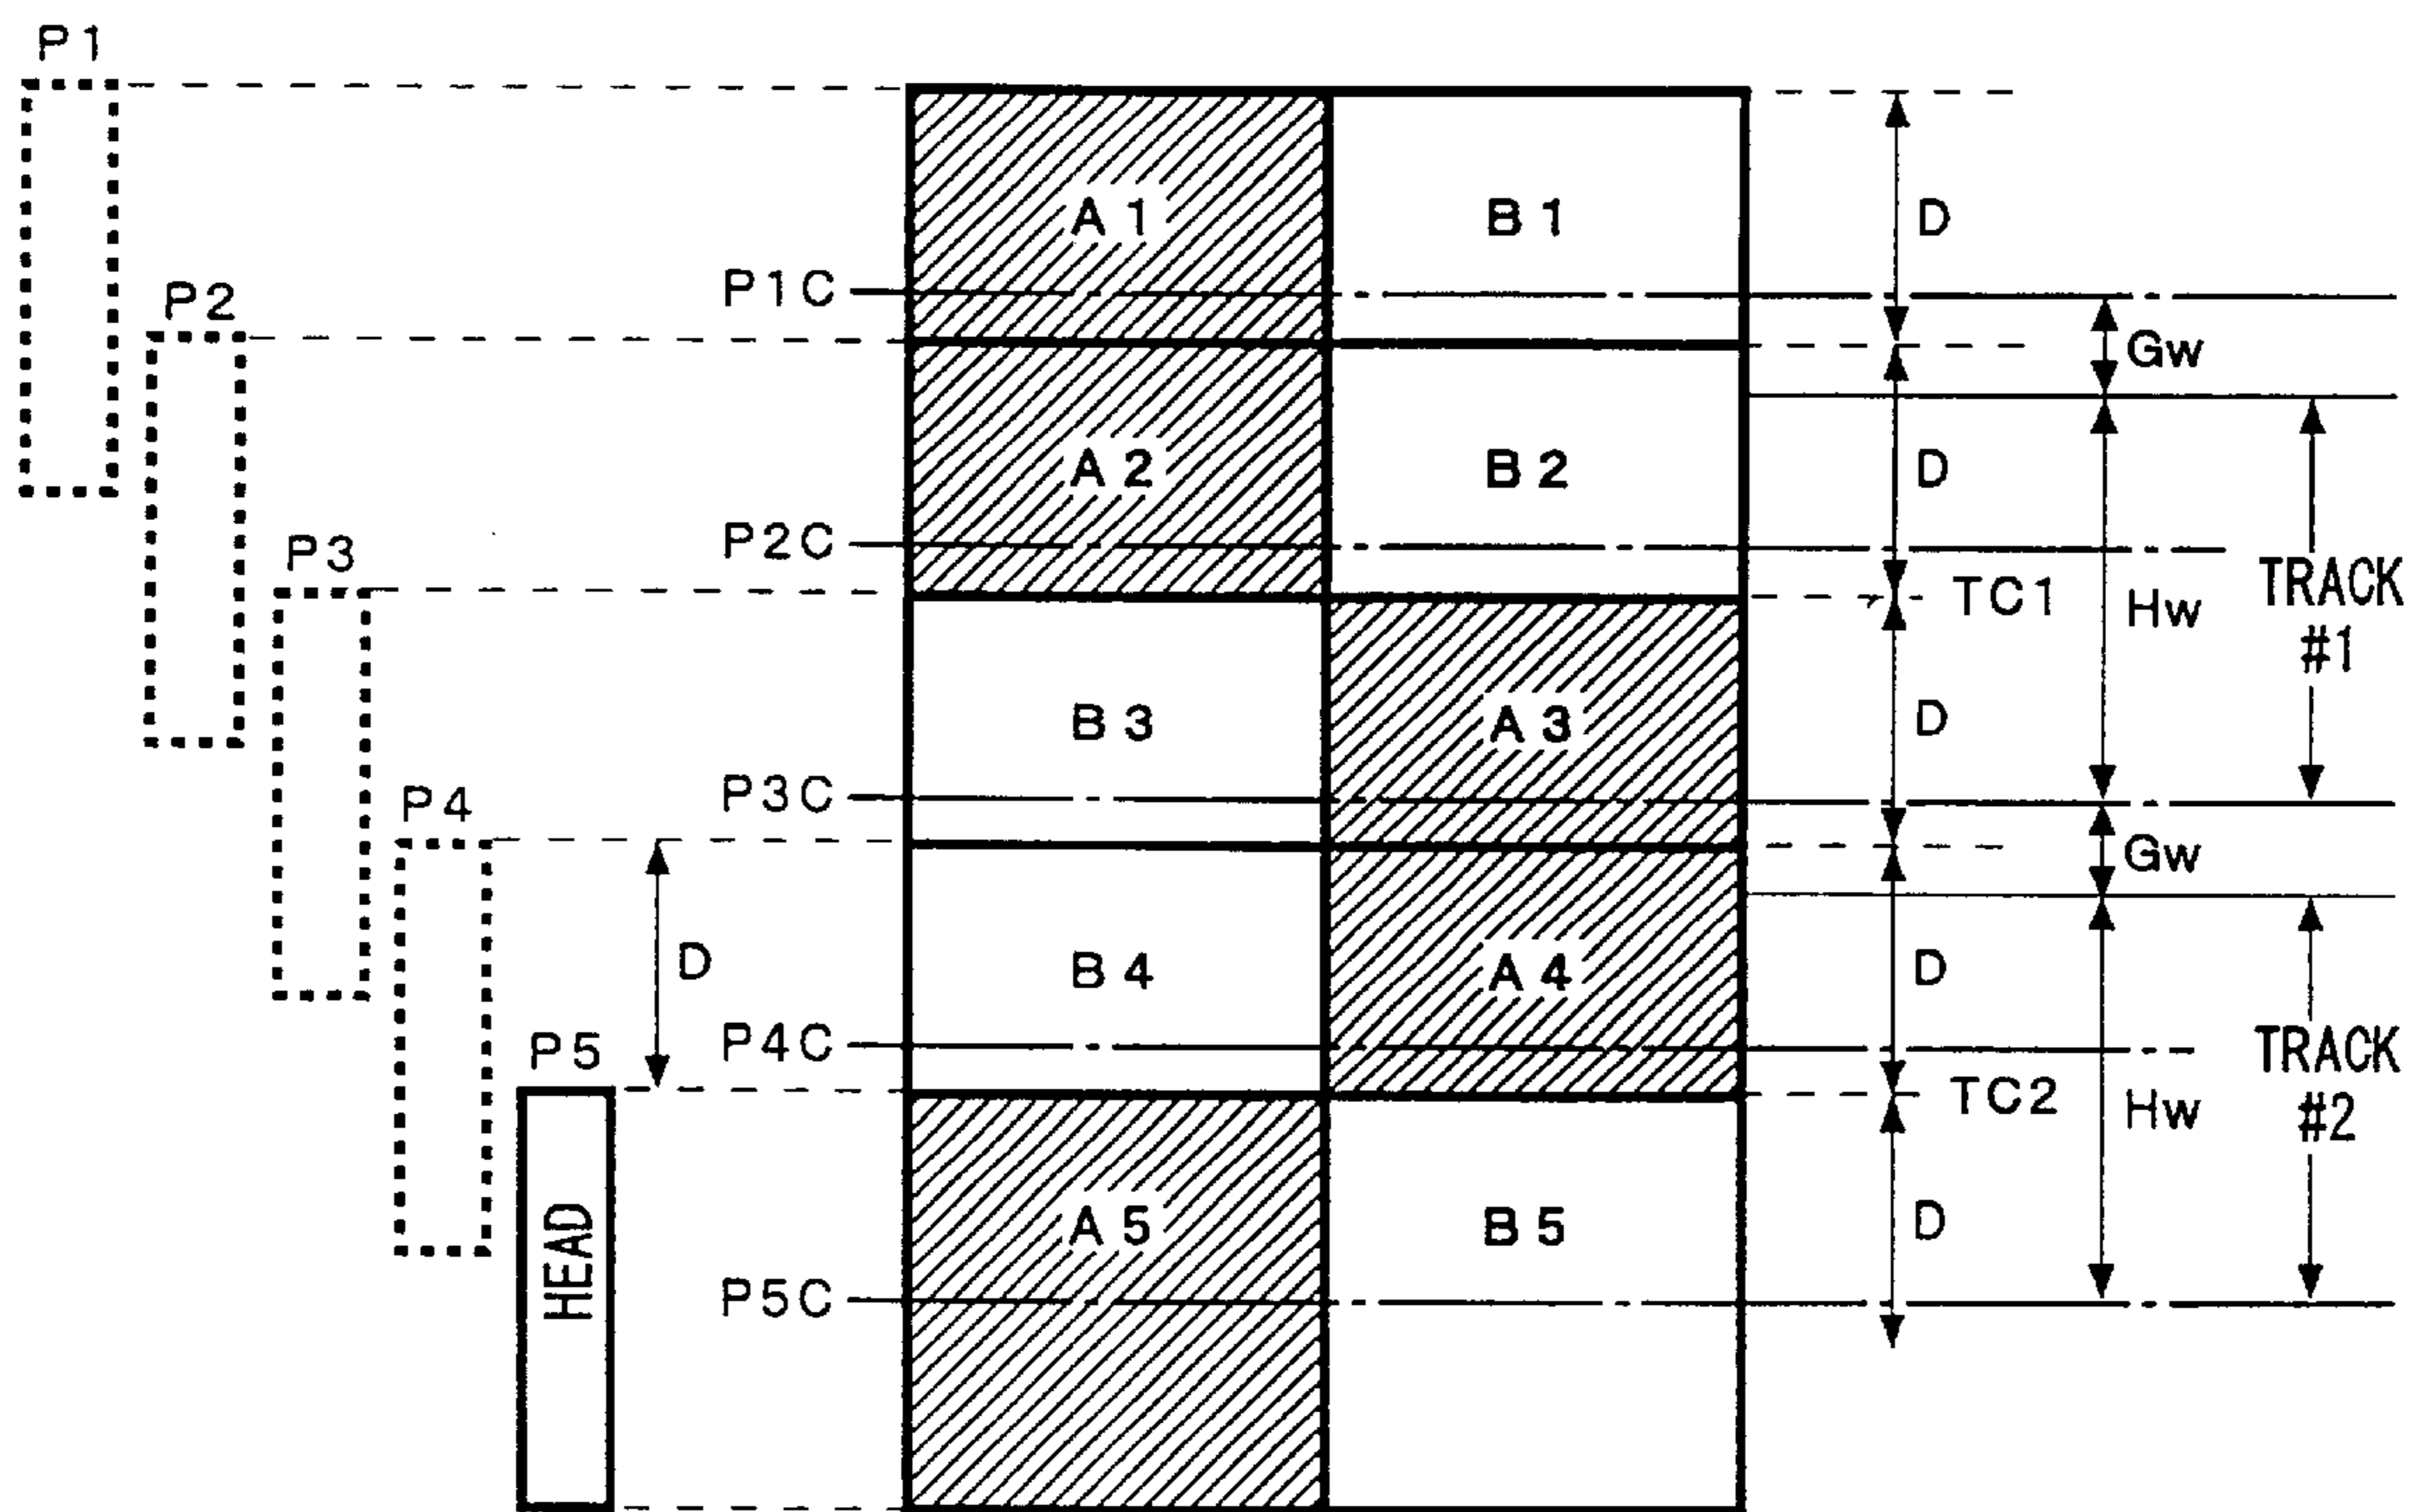 P1
A1
B1
D
P1C
P2
Gw
A2
B2
D
P2C
P3
TC1
Hw
TRACK
#1
B3
A3
D
P3C
P4
Gw
D
B4
A4
D
P4C
P5
TC2
Hw
TRACK
#2
HEAD
A5
B5
D
P5C